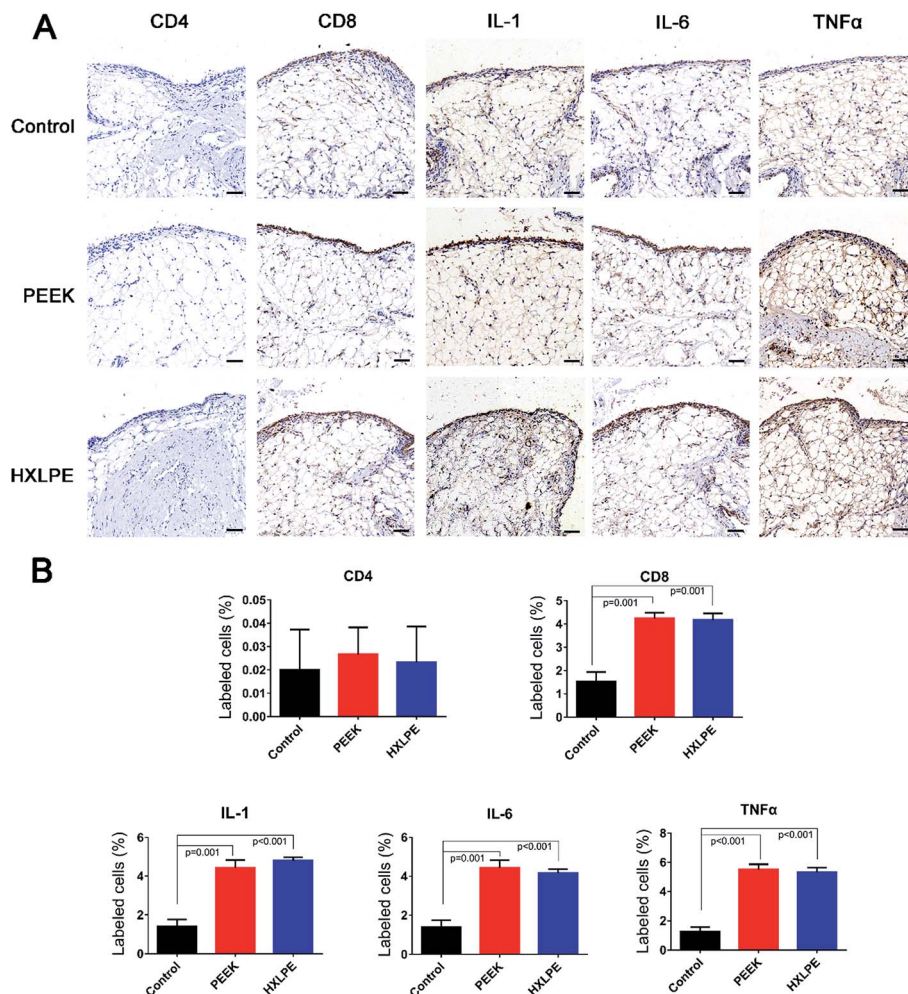 A
CD4 CD8 IL-1 IL-6 TNFα
Control
PEEK
HXLPE
B
CD4
Labeled cells (%)
0.05
0.04
0.03
0.02
0.01
0.00
Control PEEK HXLPE
CD8
Labeled cells (%)
p=0.001 p=0.001
5
4
3
2
1
0
Control PEEK HXLPE
IL-1
Labeled cells (%)
p=0.001 p<0.001
6
4
2
0
Control PEEK HXLPE
IL-6
Labeled cells (%)
p=0.001 p<0.001
6
4
2
0
Control PEEK HXLPE
TNFα
Labeled cells (%)
p<0.001 p<0.001
8
6
4
2
0
Control PEEK HXLPE